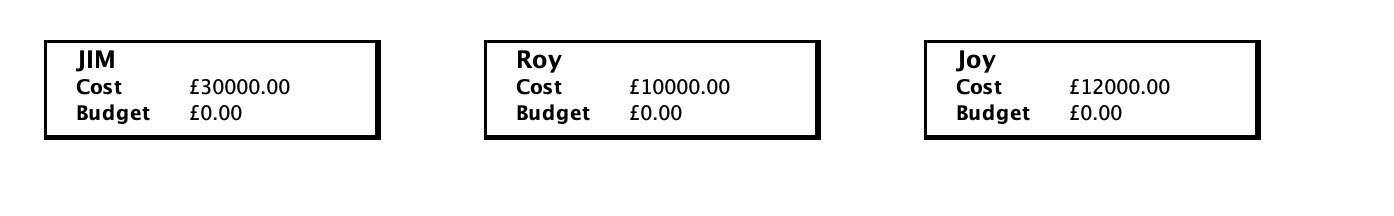 JIM
Cost £30000.00
Budget £0.00
Roy
Cost £10000.00
Budget £0.00
Joy
Cost £12000.00
Budget £0.00